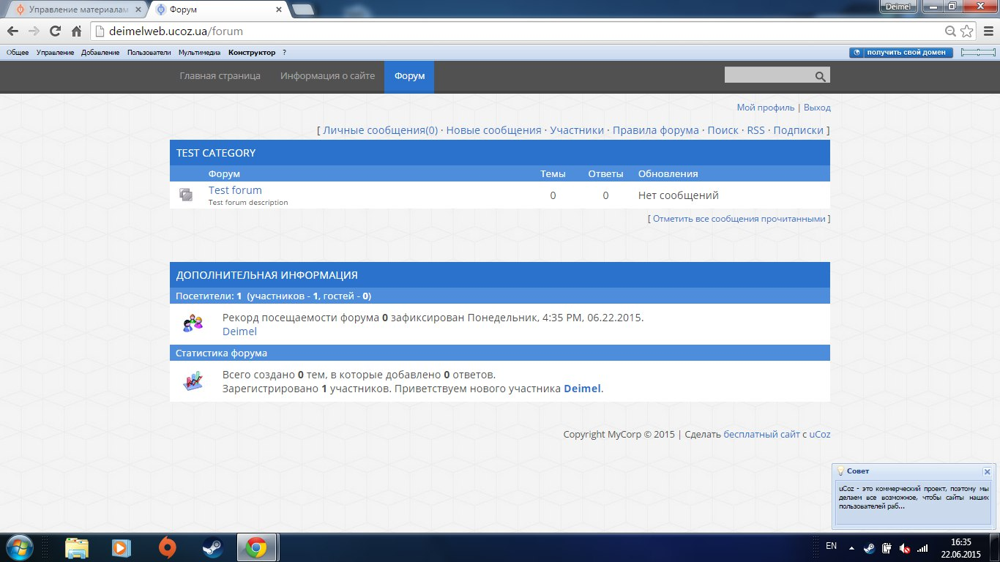 Управление материалам
Форум
Deimel
deimelweb.ucoz.ua/forum
Общее Управление Добавление Пользователи Мультимедиа Конструктор ?
получить свой домен
Главная страница Информация о сайте Форум
Мой профиль | Выход
[ Личные сообщения(0) · Новые сообщения · Участники · Правила форума · Поиск · RSS · Подписки ]
TEST CATEGORY
Форум Темы Ответы Обновления
Test forum
Test forum description
0 0 Нет сообщений
[ Отметить все сообщения прочитанными ]
ДОПОЛНИТЕЛЬНАЯ ИНФОРМАЦИЯ
Посетители: 1 (участников - 1, гостей - 0)
Рекорд посещаемости форума 0 зафиксирован Понедельник, 4:35 PM, 06.22.2015.
Deimel
Статистика форума
Всего создано 0 тем, в которые добавлено 0 ответов.
Зарегистрировано 1 участников. Приветствуем нового участника Deimel.
Copyright MyCorp © 2015 | Сделать бесплатный сайт с uCoz
Совет
uCoz - это коммерческий проект, поэтому мы
делаем все возможное, чтобы сайты наших
пользователей раб...
EN
16:35
22.06.2015